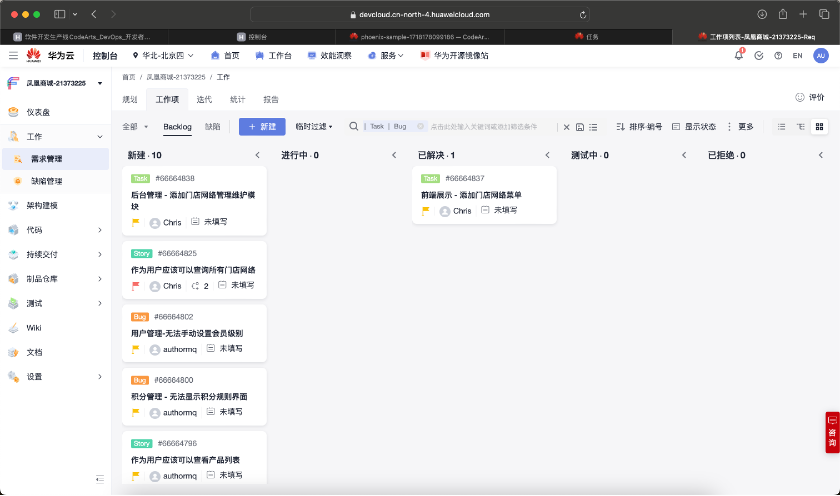 devcloud.cn-north-4.huaweicloud.com
软件开发生产线CodeArts_DevOps_开发者...
控制台
phoenix-sample-1718178099166 – CodeAr...
任务
工作项列表-凤凰商城-21373225-Req
HUAWEI
华为云
控制台
华北-北京四
首页
工作台
效能洞察
服务
华为开源镜像站
EN
AU
凤凰商城-21373225
首页 / 凤凰商城-21373225 / 工作
规划
工作项
迭代
统计
报告
评价
仪表盘
工作
需求管理
缺陷管理
架构建模
代码
持续交付
制品仓库
测试
Wiki
文档
设置
全部
Backlog
缺陷
+ 新建
临时过滤
Task
Bug
点击此处输入关键词或添加筛选条件
排序-编号
显示状态
更多
新建 · 10
进行中 · 0
已解决 · 1
测试中 · 0
已拒绝 · 0
Task #66664838
后台管理 - 添加门店网络管理维护模
块
Chris 未填写
Story #66664825
作为用户应该可以查询所有门店网络
Chris 2 未填写
Bug #66664802
用户管理-无法手动设置会员级别
authormq 未填写
Bug #66664800
积分管理 - 无法显示积分规则界面
authormq 未填写
Story #66664796
作为用户应该可以查看产品列表
authormq 未填写
Task #66664837
前端展示 - 添加门店网络菜单
Chris 未填写
咨
询